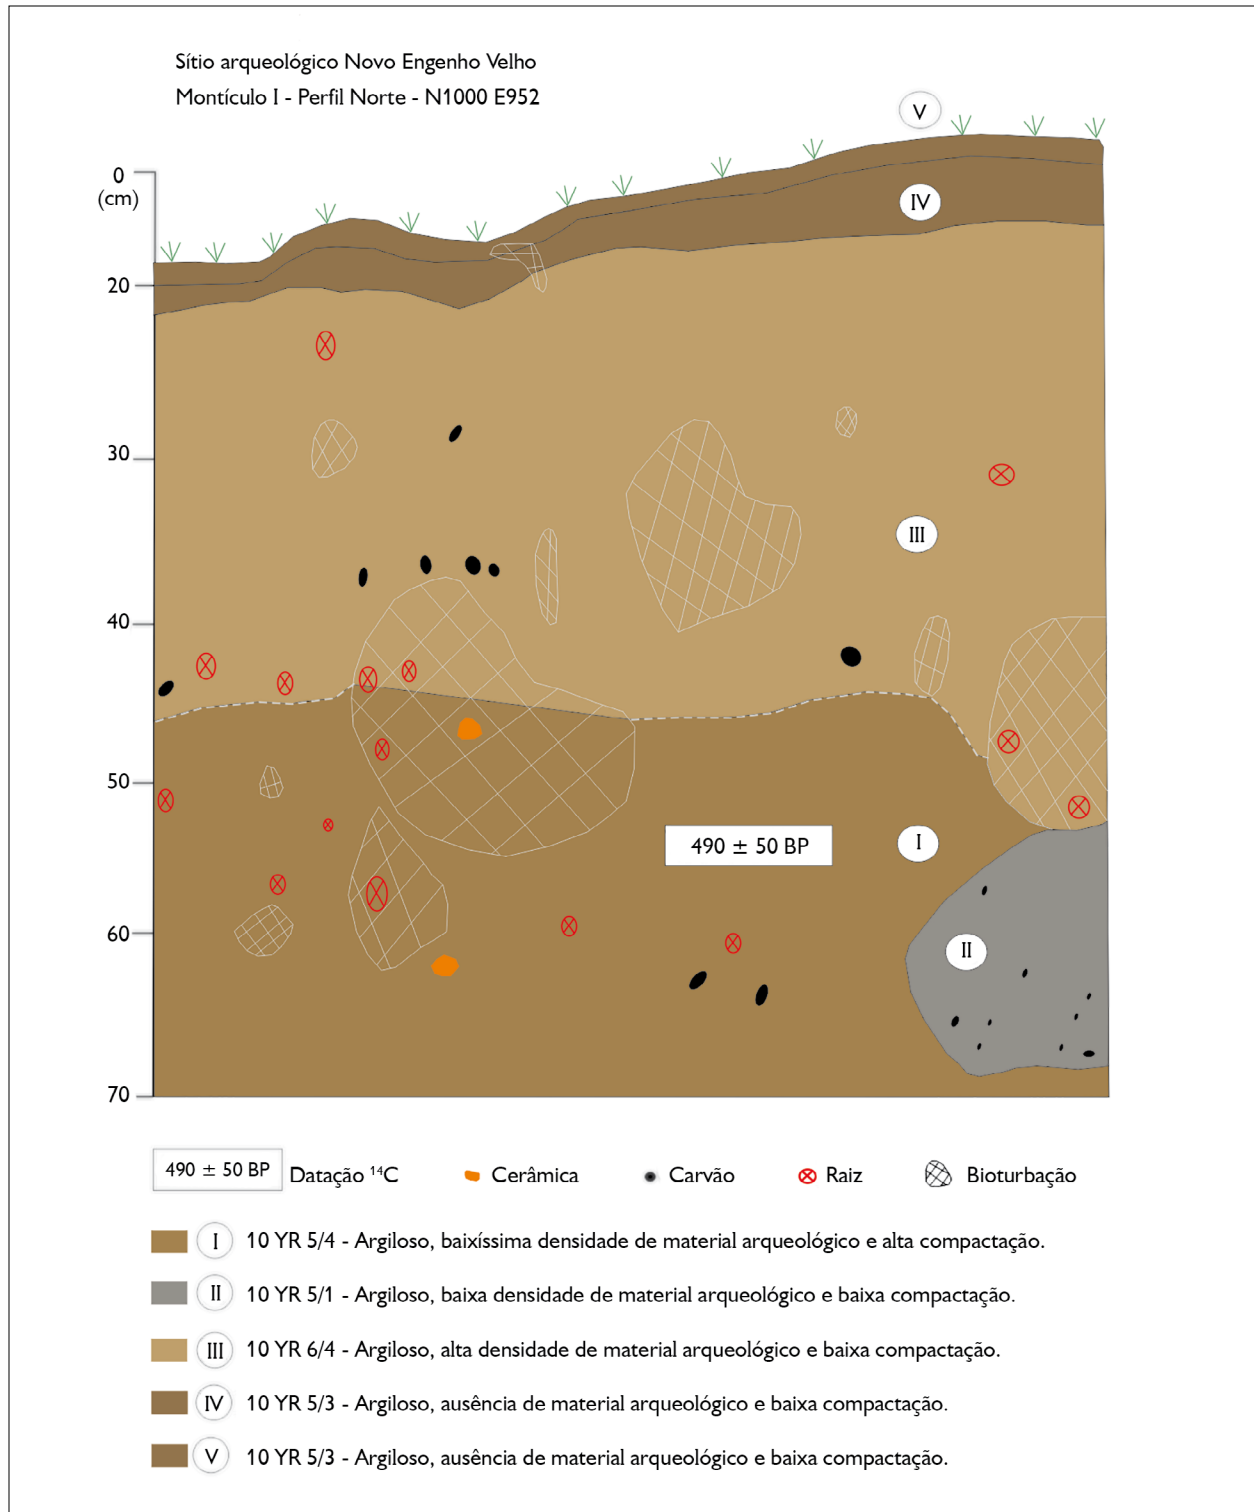 Sítio arqueológico Novo Engenho Velho
Montículo I - Perfil Norte - N1000 E952
V
0
(cm)
IV
20
30
III
40
50
490 ± 50 BP
I
60
II
70
490 ± 50 BP Datação ¹⁴C Cerâmica Carvão Raiz Bioturbação
I 10 YR 5/4 - Argiloso, baixíssima densidade de material arqueológico e alta compactação.
II 10 YR 5/1 - Argiloso, baixa densidade de material arqueológico e baixa compactação.
III 10 YR 6/4 - Argiloso, alta densidade de material arqueológico e baixa compactação.
IV 10 YR 5/3 - Argiloso, ausência de material arqueológico e baixa compactação.
V 10 YR 5/3 - Argiloso, ausência de material arqueológico e baixa compactação.